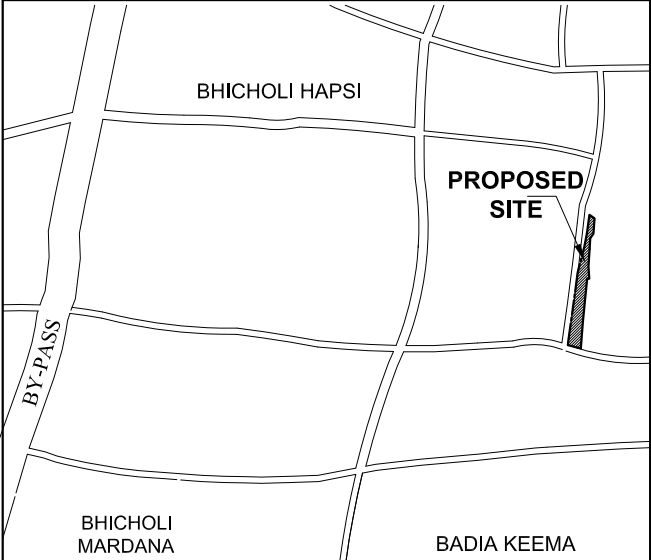 BHICHOLI HAPSI
PROPOSED
SITE
BY-PASS
BHICHOLI
MARDANA
BADIA KEEMA